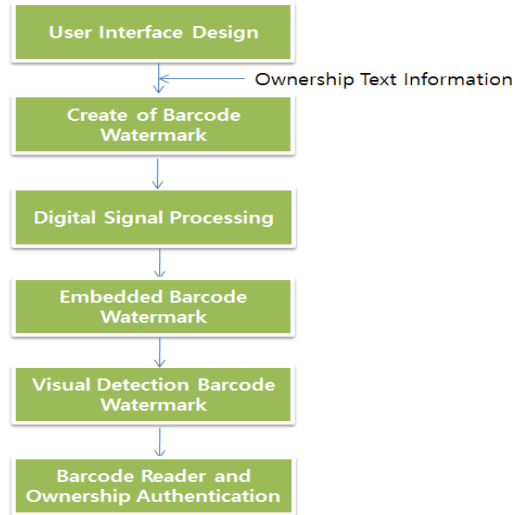 User Interface Design
Ownership Text Information
Create of Barcode
Watermark
Digital Signal Processing
Embedded Barcode
Watermark
Visual Detection Barcode
Watermark
Barcode Reader and
Ownership Authentication